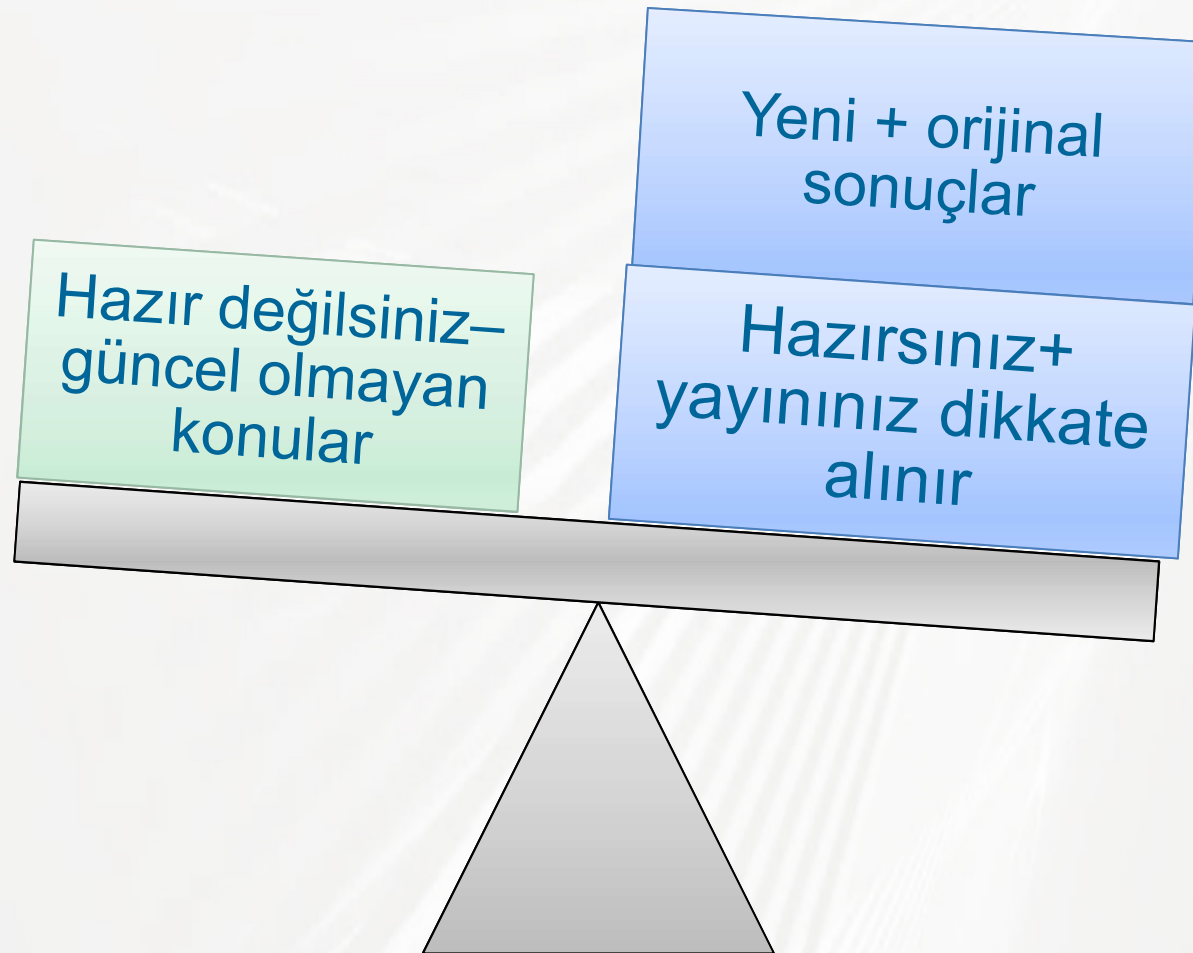 Yeni + orijinal
sonuçlar
Hazır değilsiniz–
güncel olmayan
konular
Hazırsınız+
yayınınız dikkate
alınır